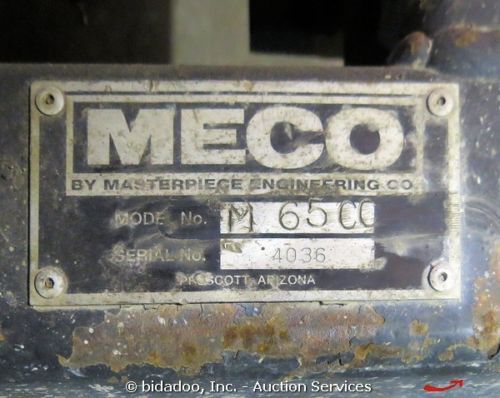 MECO
BY MASTERPIECE ENGINEERING CO
MODEL No. M 65CC
SERIAL No. 4036
PRESCOTT, ARIZONA
© bidadoo, Inc. - Auction Services